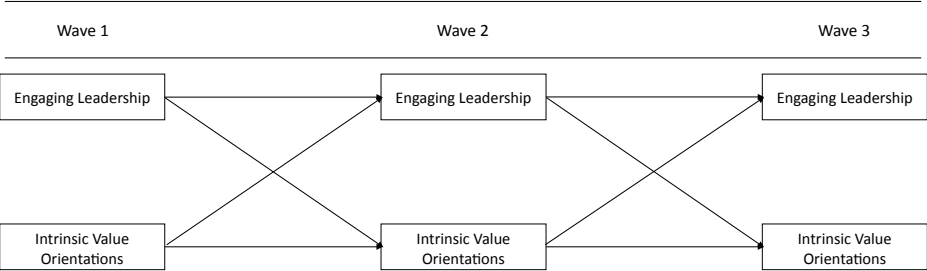 Wave 1
Wave 2
Wave 3
Engaging Leadership
Engaging Leadership
Engaging Leadership
Intrinsic Value
Orientations
Intrinsic Value
Orientations
Intrinsic Value
Orientations